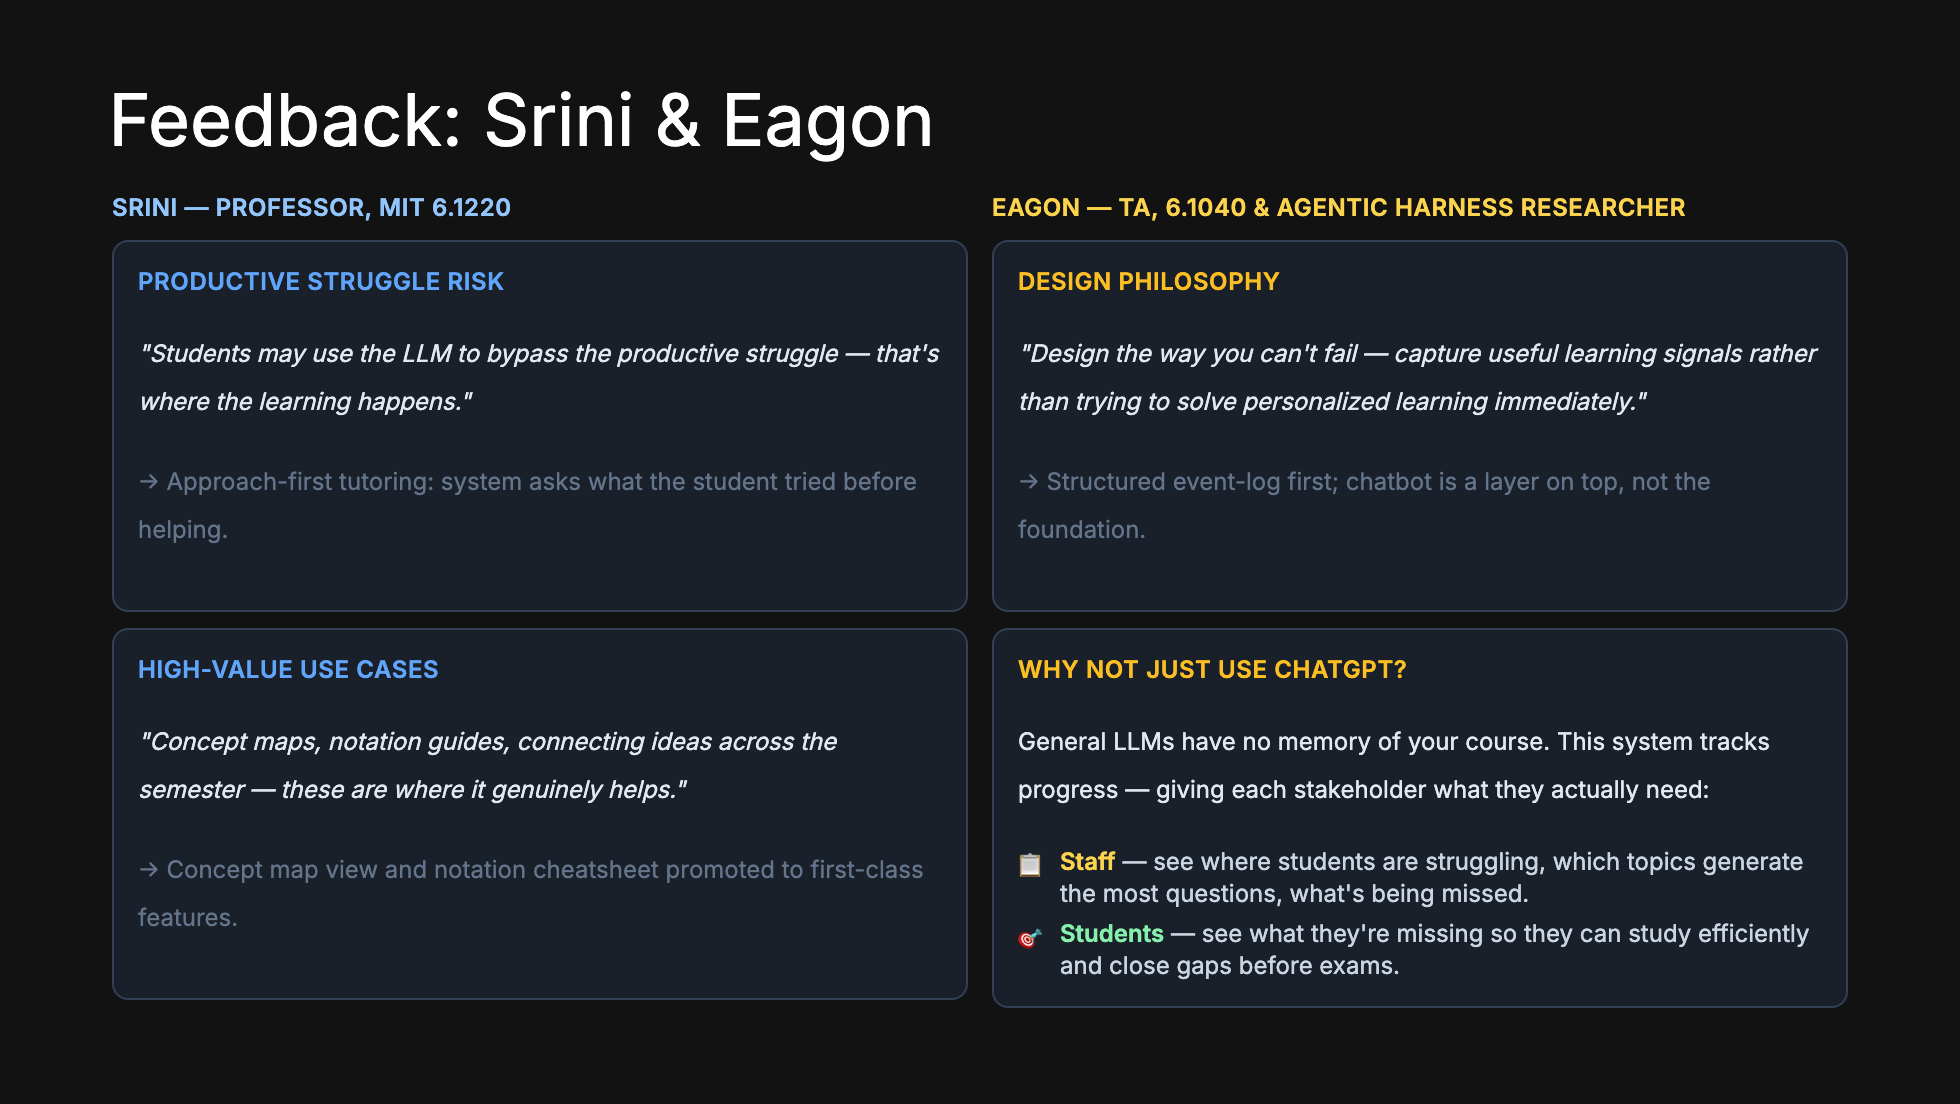 Feedback: Srini & Eagon
SRINI — PROFESSOR, MIT 6.1220
PRODUCTIVE STRUGGLE RISK
"Students may use the LLM to bypass the productive struggle — that's
where the learning happens."
→ Approach-first tutoring: system asks what the student tried before
helping.
HIGH-VALUE USE CASES
"Concept maps, notation guides, connecting ideas across the
semester — these are where it genuinely helps."
→ Concept map view and notation cheatsheet promoted to first-class
features.
EAGON — TA, 6.1040 & AGENTIC HARNESS RESEARCHER
DESIGN PHILOSOPHY
"Design the way you can't fail — capture useful learning signals rather
than trying to solve personalized learning immediately."
→ Structured event-log first; chatbot is a layer on top, not the
foundation.
WHY NOT JUST USE CHATGPT?
General LLMs have no memory of your course. This system tracks
progress — giving each stakeholder what they actually need:
Staff — see where students are struggling, which topics generate
the most questions, what's being missed.
Students — see what they're missing so they can study efficiently
and close gaps before exams.